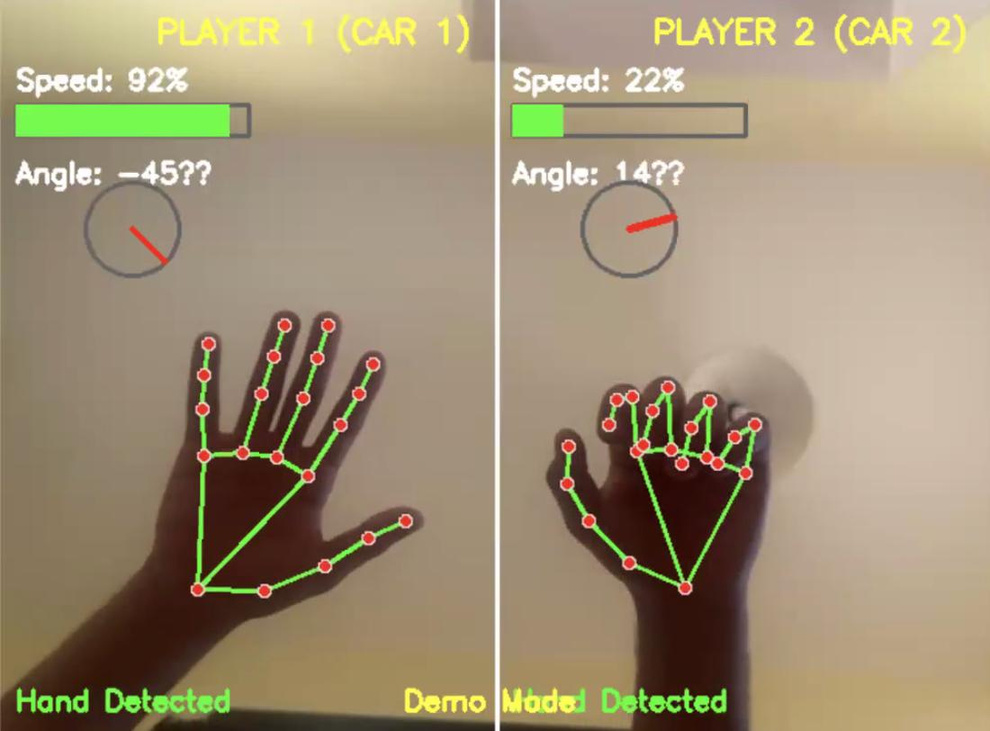 PLAYER 1 (CAR 1)
Speed: 92%
Angle: -45??
Hand Detected
PLAYER 2 (CAR 2)
Speed: 22%
Angle: 14??
Demo Mode
Detected